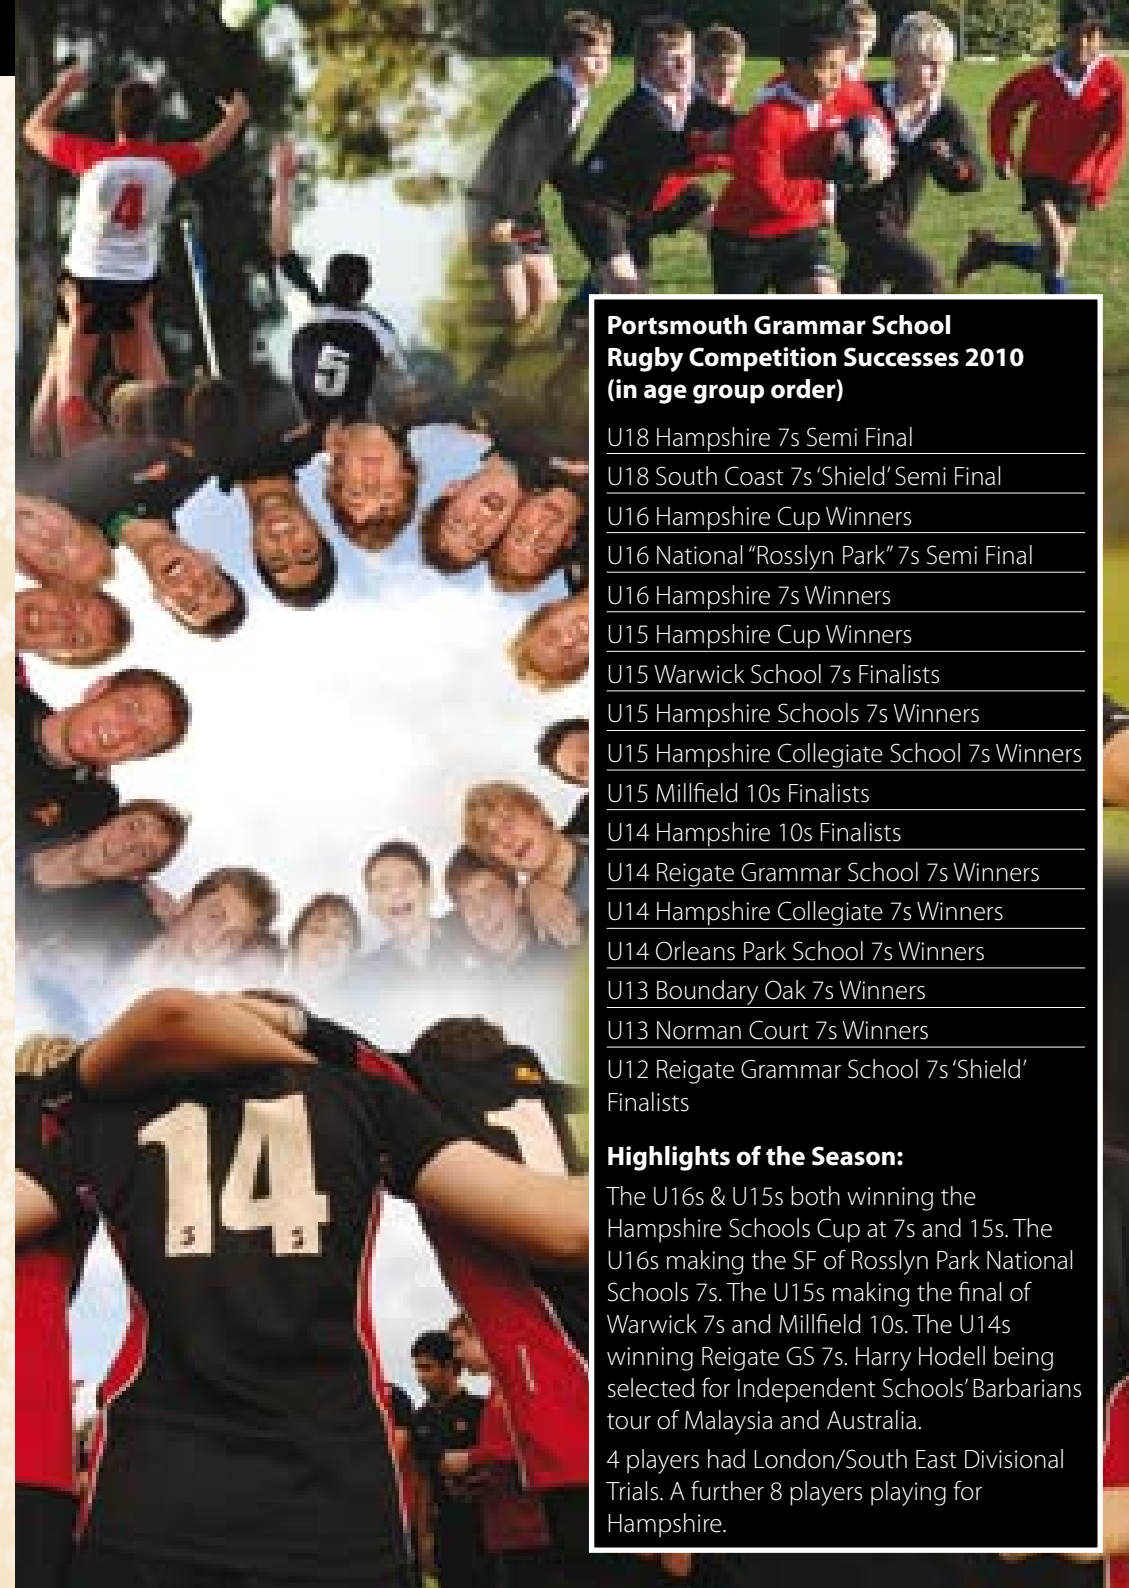 4
5
Portsmouth Grammar School
Rugby Competition Successes 2010
(in age group order)
U18 Hampshire 7s Semi Final
U18 South Coast 7s ‘Shield’ Semi Final
U16 Hampshire Cup Winners
U16 National “Rosslyn Park” 7s Semi Final
U16 Hampshire 7s Winners
U15 Hampshire Cup Winners
U15 Warwick School 7s Finalists
U15 Hampshire Schools 7s Winners
U15 Hampshire Collegiate School 7s Winners
U15 Millfield 10s Finalists
U14 Hampshire 10s Finalists
U14 Reigate Grammar School 7s Winners
U14 Hampshire Collegiate 7s Winners
U14 Orleans Park School 7s Winners
U13 Boundary Oak 7s Winners
U13 Norman Court 7s Winners
U12 Reigate Grammar School 7s ‘Shield’
Finalists
Highlights of the Season:
The U16s & U15s both winning the
Hampshire Schools Cup at 7s and 15s. The
U16s making the SF of Rosslyn Park National
Schools 7s. The U15s making the final of
Warwick 7s and Millfield 10s. The U14s
winning Reigate GS 7s. Harry Hodell being
selected for Independent Schools’ Barbarians
tour of Malaysia and Australia.
4 players had London/South East Divisional
Trials. A further 8 players playing for
Hampshire.
14